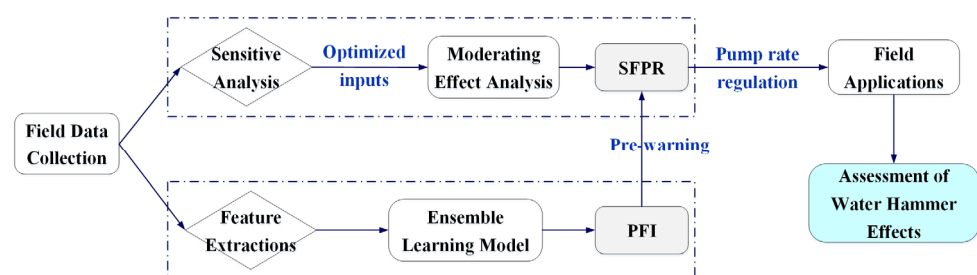 Field Data
Collection
Sensitive
Analysis
Optimized
inputs
Moderating
Effect Analysis
SFPR
Pump rate
regulation
Field
Applications
Pre-warning
Feature
Extractions
Ensemble
Learning Model
PFI
Assessment of
Water Hammer
Effects